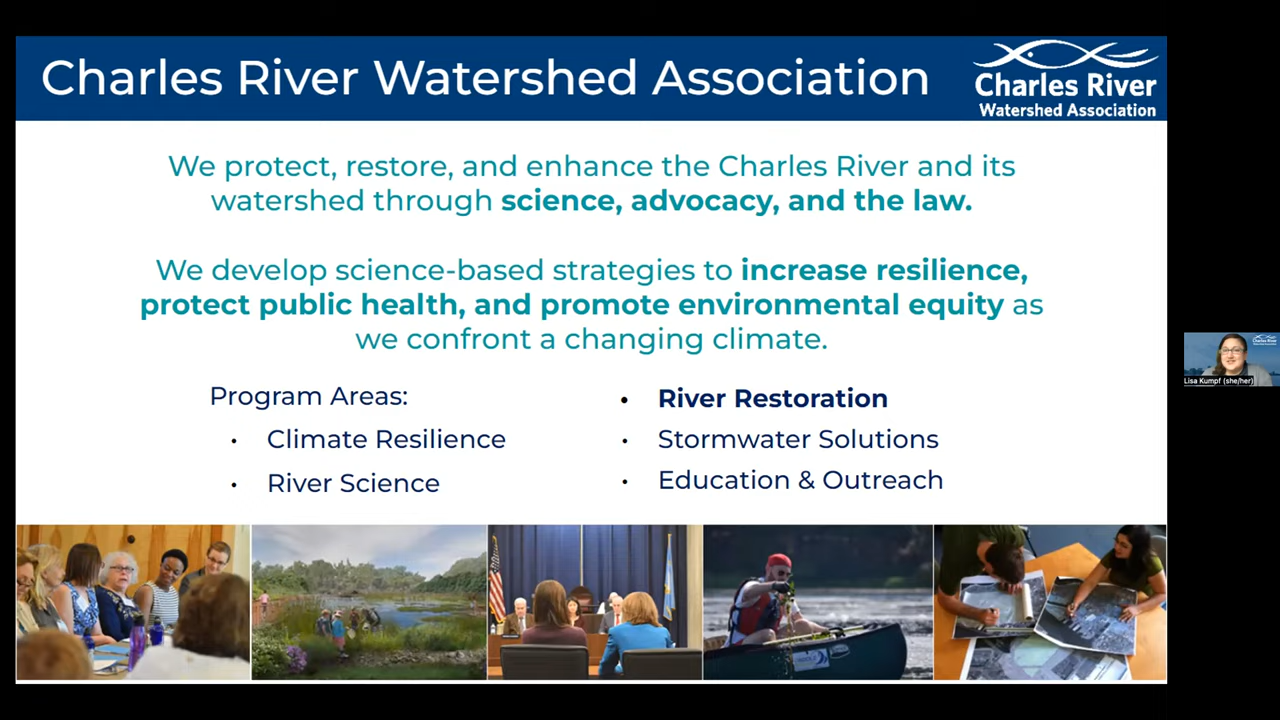 Charles River Watershed Association
Charles River
Watershed Association
We protect, restore, and enhance the Charles River and its
watershed through science, advocacy, and the law.
We develop science-based strategies to increase resilience,
protect public health, and promote environmental equity as
we confront a changing climate.
Program Areas:
• Climate Resilience
• River Science
• River Restoration
• Stormwater Solutions
• Education & Outreach
Charles River
Lisa Kumpf (she/her)